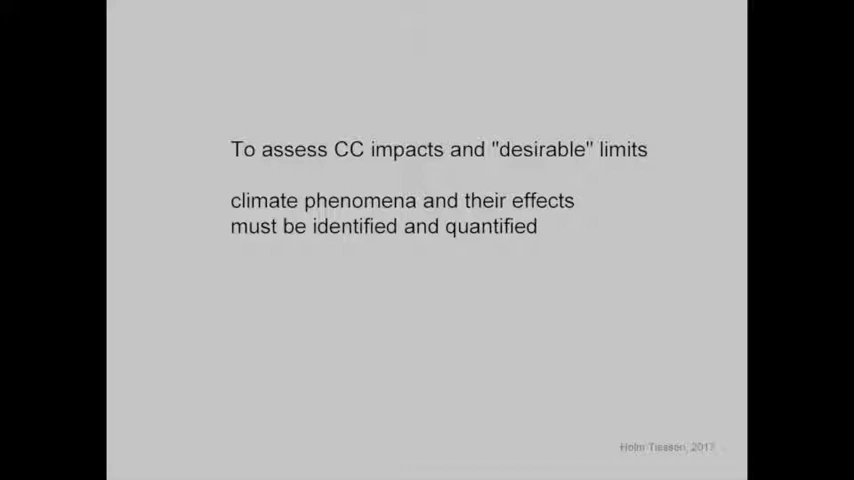 To assess CC impacts and "desirable" limits
climate phenomena and their effects
must be identified and quantified
Holm Tiessen, 2017